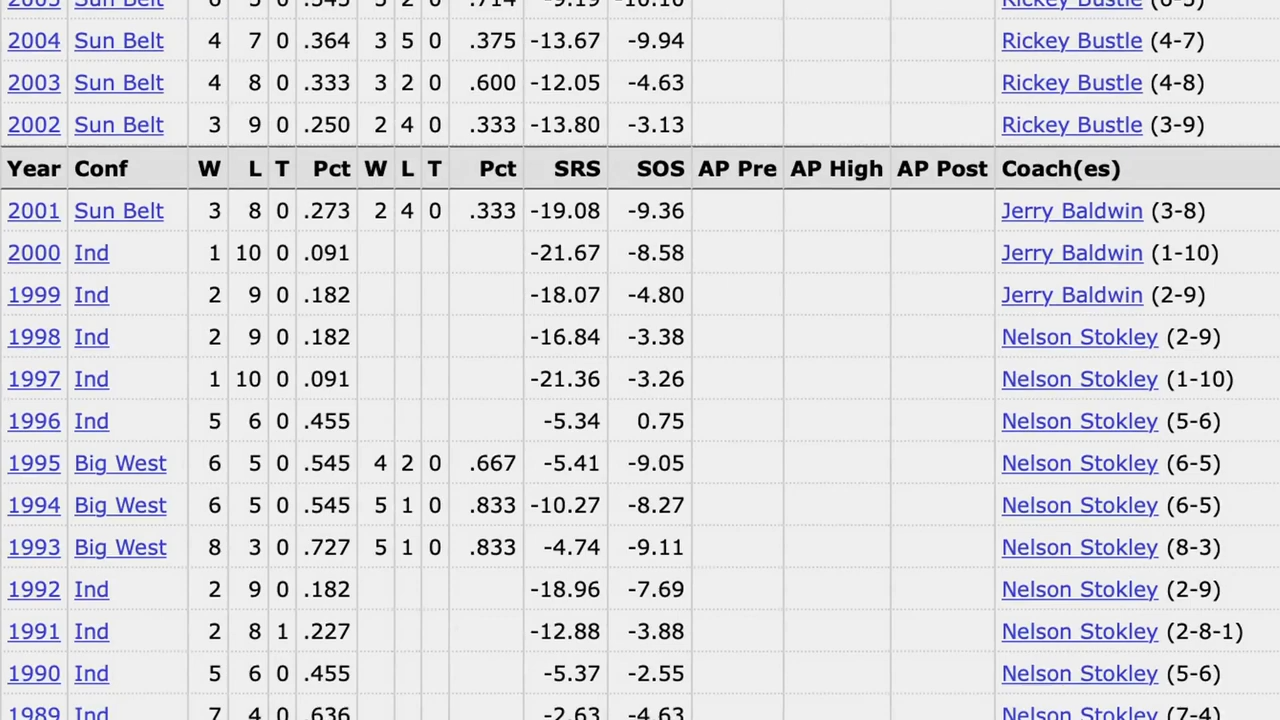 2005 Sun Belt 6 5 0 .545 5 2 0 .714 -9.19 -10.10 Rickey Bustle (6-5)
2004 Sun Belt 4 7 0 .364 3 5 0 .375 -13.67 -9.94 Rickey Bustle (4-7)
2003 Sun Belt 4 8 0 .333 3 2 0 .600 -12.05 -4.63 Rickey Bustle (4-8)
2002 Sun Belt 3 9 0 .250 2 4 0 .333 -13.80 -3.13 Rickey Bustle (3-9)
Year Conf W L T Pct W L T Pct SRS SOS AP Pre AP High AP Post Coach(es)
2001 Sun Belt 3 8 0 .273 2 4 0 .333 -19.08 -9.36 Jerry Baldwin (3-8)
2000 Ind 1 10 0 .091 -21.67 -8.58 Jerry Baldwin (1-10)
1999 Ind 2 9 0 .182 -18.07 -4.80 Jerry Baldwin (2-9)
1998 Ind 2 9 0 .182 -16.84 -3.38 Nelson Stokley (2-9)
1997 Ind 1 10 0 .091 -21.36 -3.26 Nelson Stokley (1-10)
1996 Ind 5 6 0 .455 -5.34 0.75 Nelson Stokley (5-6)
1995 Big West 6 5 0 .545 4 2 0 .667 -5.41 -9.05 Nelson Stokley (6-5)
1994 Big West 6 5 0 .545 5 1 0 .833 -10.27 -8.27 Nelson Stokley (6-5)
1993 Big West 8 3 0 .727 5 1 0 .833 -4.74 -9.11 Nelson Stokley (8-3)
1992 Ind 2 9 0 .182 -18.96 -7.69 Nelson Stokley (2-9)
1991 Ind 2 8 1 .227 -12.88 -3.88 Nelson Stokley (2-8-1)
1990 Ind 5 6 0 .455 -5.37 -2.55 Nelson Stokley (5-6)
1989 Ind 7 4 0 .636 -2.63 -4.63 Nelson Stokley (7-4)